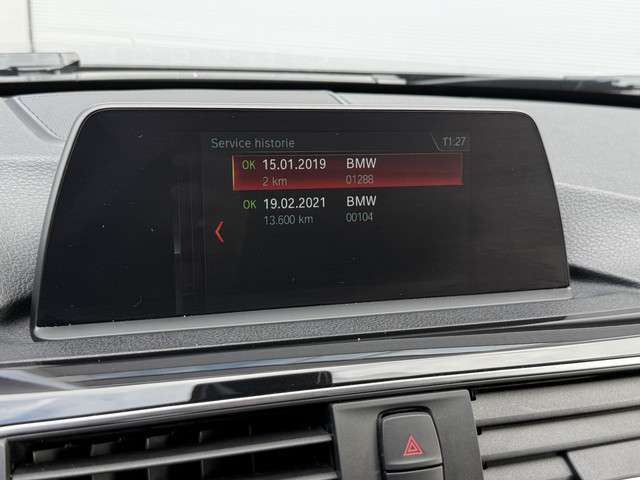 Service historie 11:27
OK 15.01.2019 BMW
2 km 01288
OK 19.02.2021 BMW
13.600 km 00104